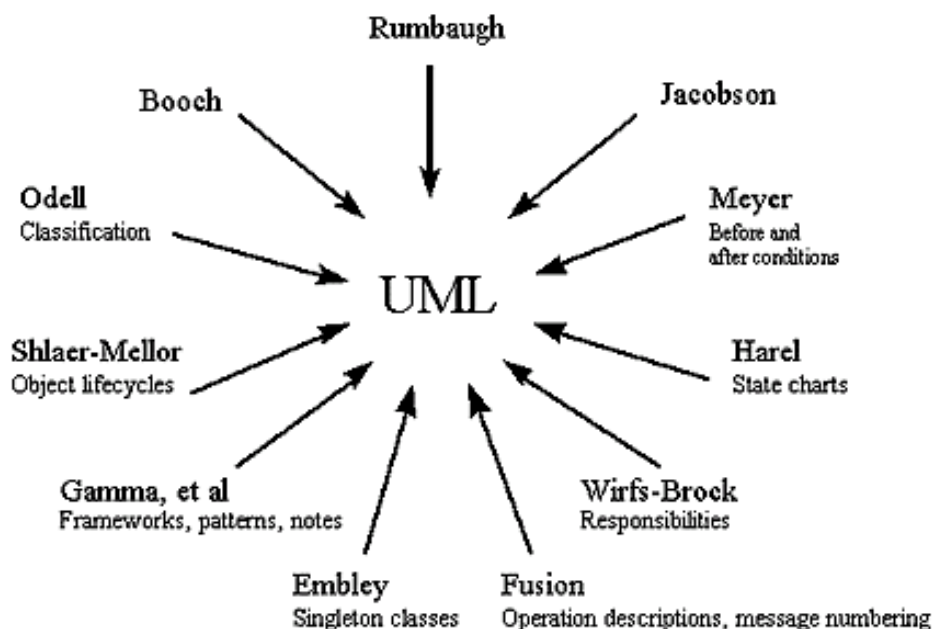 Rumbaugh
Booch
Jacobson
Odell
Classification
Meyer
Before and
after conditions
UML
Shlaer-Mellor
Object lifecycles
Harel
State charts
Gamma, et al
Frameworks, patterns, notes
Wirfs-Brock
Responsibilities
Embley
Singleton classes
Fusion
Operation descriptions, message numbering